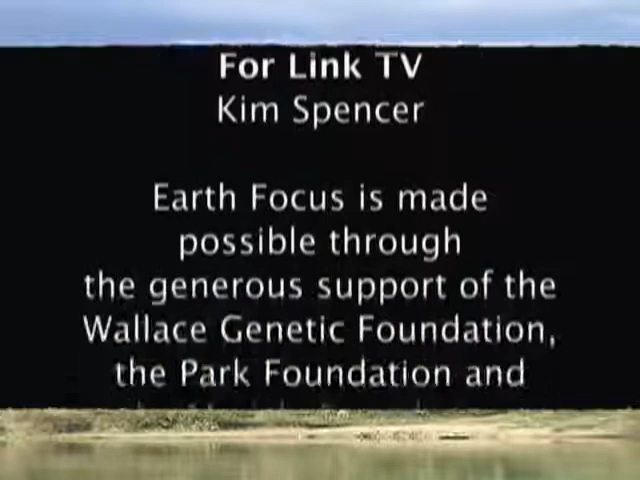 For Link TV
Kim Spencer
Earth Focus is made
possible through
the generous support of the
Wallace Genetic Foundation,
the Park Foundation and